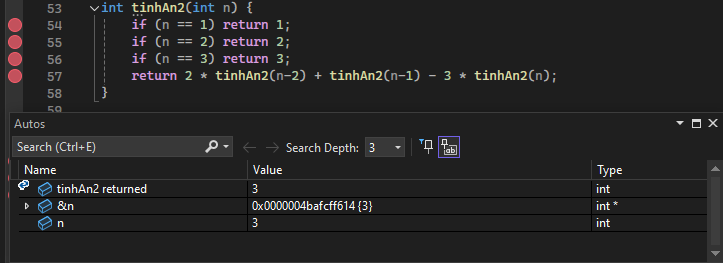 53 int tinhAn2(int n) {
54 if (n == 1) return 1;
55 if (n == 2) return 2;
56 if (n == 3) return 3;
57 return 2 * tinhAn2(n-2) + tinhAn2(n-1) - 3 * tinhAn2(n);
58 }
59
Autos
Search (Ctrl+E) Search Depth: 3
Name Value Type
tinhAn2 returned 3 int
&n 0x0000004bafcff614 {3} int *
n 3 int